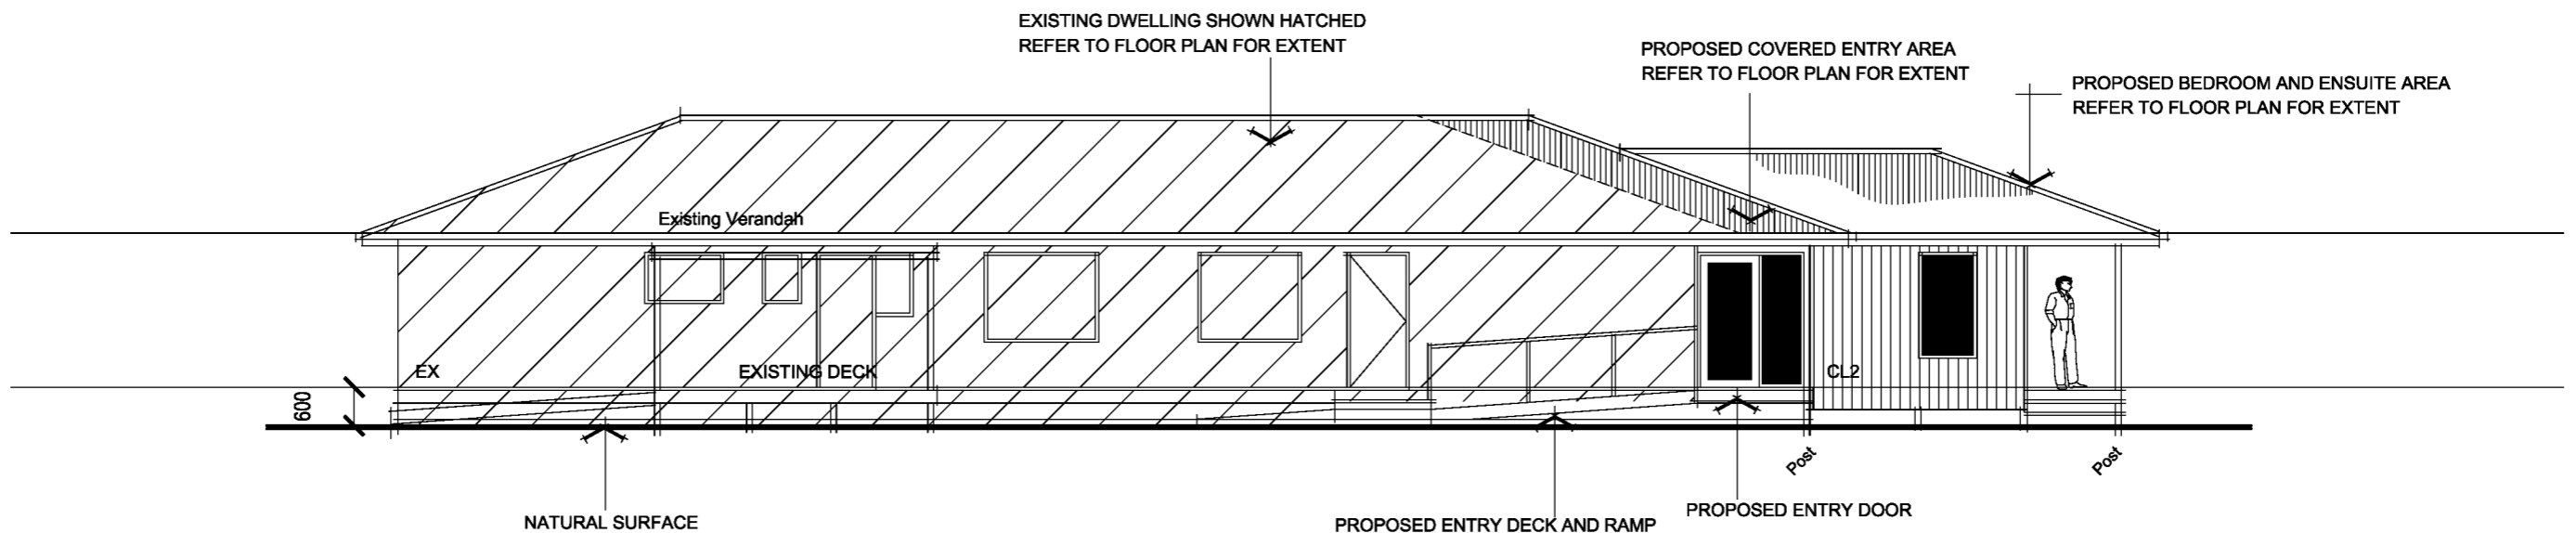 EXISTING DWELLING SHOWN HATCHED
REFER TO FLOOR PLAN FOR EXTENT
PROPOSED COVERED ENTRY AREA
REFER TO FLOOR PLAN FOR EXTENT
PROPOSED BEDROOM AND ENSUITE AREA
REFER TO FLOOR PLAN FOR EXTENT
Existing Verandah
EX
EXISTING DECK
CL2
600
Post
Post
NATURAL SURFACE
PROPOSED ENTRY DECK AND RAMP
PROPOSED ENTRY DOOR